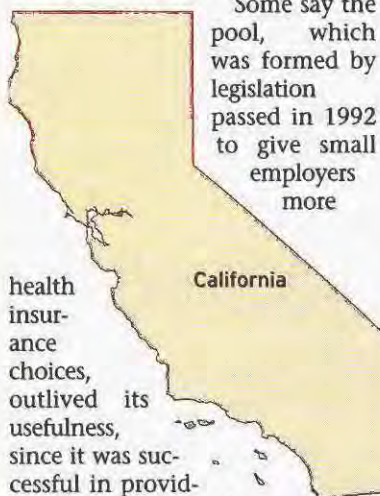 Some say the
pool, which
was formed by
legislation
passed in 1992
to give small
employers
more
California
health
insur-
ance
choices,
outlived its
usefulness,
since it was suc-
cessful in provid-